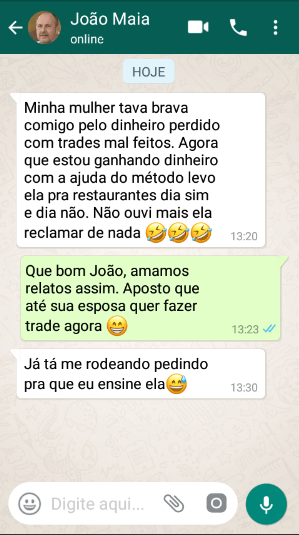 João Maia
online
HOJE
Minha mulher tava brava
comigo pelo dinheiro perdido
com trades mal feitos. Agora
que estou ganhando dinheiro
com a ajuda do método levo
ela pra restaurantes dia sim
e dia não. Não ouvi mais ela
reclamar de nada 🤣🤣🤣 13:20
Que bom João, amamos
relatos assim. Aposto que
até sua esposa quer fazer
trade agora 😁 13:23
Já tá me rodeando pedindo
pra que eu ensine ela😅 13:30
Digite aqui...